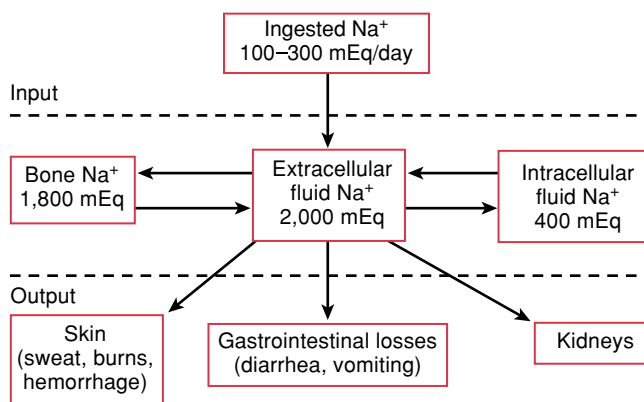 Ingested Na⁺
100–300 mEq/day
Input
Bone Na⁺
1,800 mEq
Extracellular
fluid Na⁺
2,000 mEq
Intracellular
fluid Na⁺
400 mEq
Output
Skin
(sweat, burns,
hemorrhage)
Gastrointestinal losses
(diarrhea, vomiting)
Kidneys